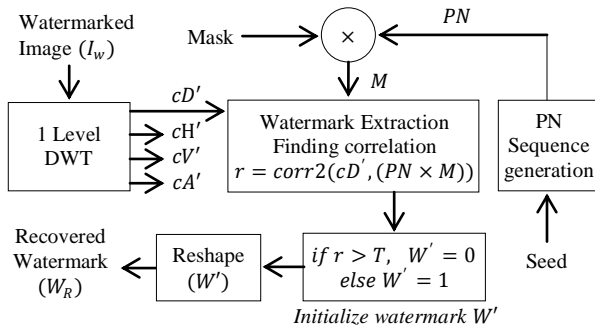 Watermarked
Image (I_w)
Mask
×
PN
M
cD′
cH′
cV′
cA′
1 Level
DWT
Watermark Extraction
Finding correlation
r = corr2(cD′, (PN × M))
PN
Sequence
generation
Recovered
Watermark
(W_R)
Reshape
(W′)
if r > T, W′ = 0
else W′ = 1
Seed
Initialize watermark W′